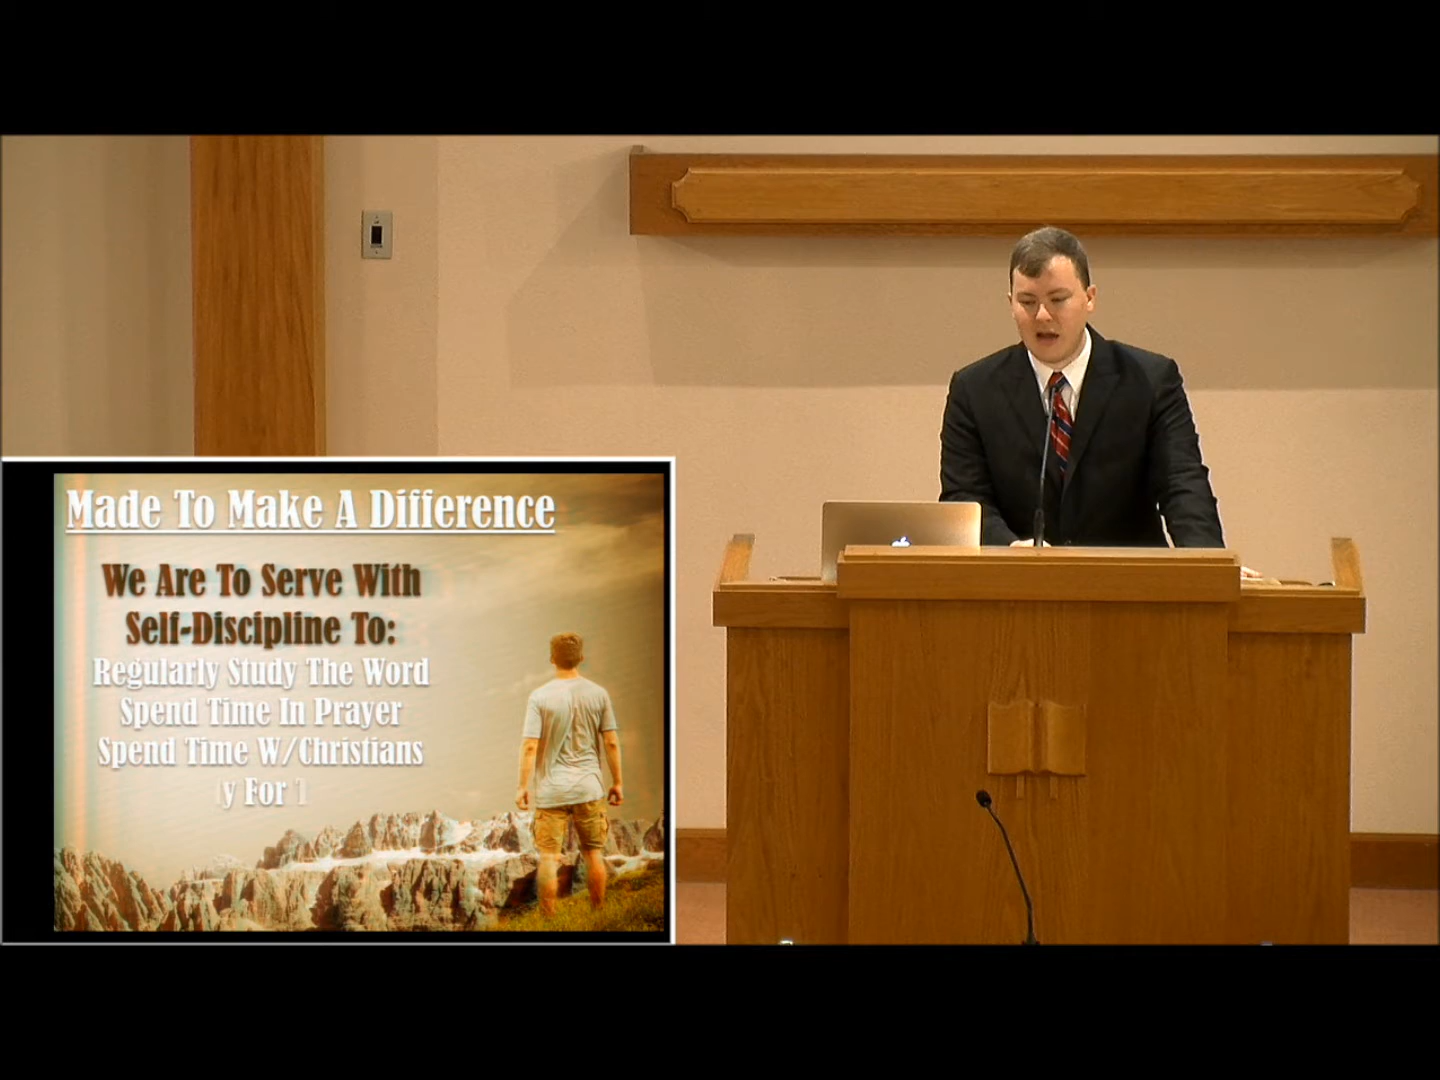 Made To Make A Difference
We Are To Serve With
Self-Discipline To:
Regularly Study The Word
Spend Time In Prayer
Spend Time W/Christians
y For